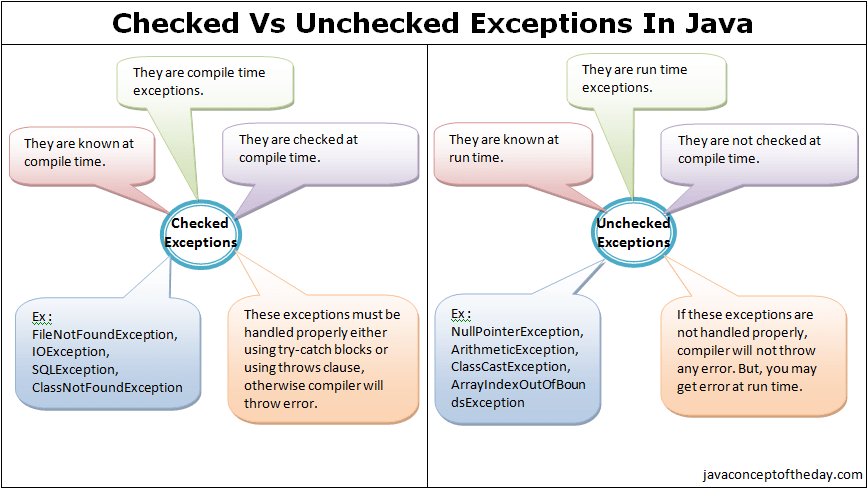 Checked Vs Unchecked Exceptions In Java
They are compile time
exceptions.
They are known at
compile time.
They are checked at
compile time.
Checked
Exceptions
Ex :
FileNotFoundException,
IOException,
SQLException,
ClassNotFoundException
These exceptions must be
handled properly either
using try-catch blocks or
using throws clause,
otherwise compiler will
throw error.
They are run time
exceptions.
They are known at
run time.
They are not checked at
compile time.
Unchecked
Exceptions
Ex :
NullPointerException,
ArithmeticException,
ClassCastException,
ArrayIndexOutOfBoun
dsException
If these exceptions are
not handled properly,
compiler will not throw
any error. But, you may
get error at run time.
javaconceptoftheday.com